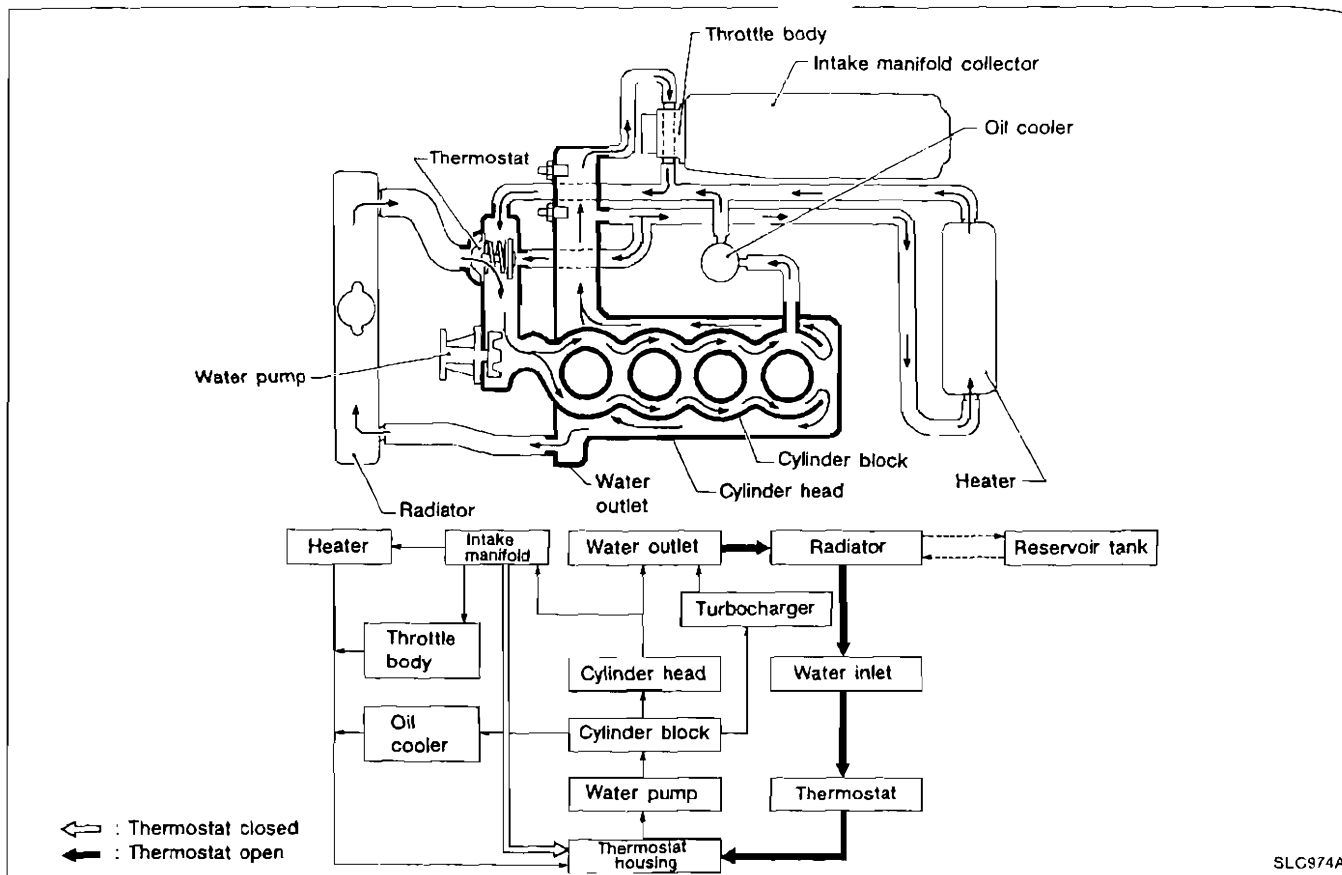 Throttle body
Intake manifold collector
Oil cooler
Thermostat
Water pump
Cylinder block
Water
outlet
Cylinder head
Heater
Radiator
Heater
Intake
manifold
Water outlet
Radiator
Reservoir tank
Turbocharger
Throttle
body
Cylinder head
Water inlet
Oil
cooler
Cylinder block
Water pump
Thermostat
: Thermostat closed
: Thermostat open
Thermostat
housing
SLC974A